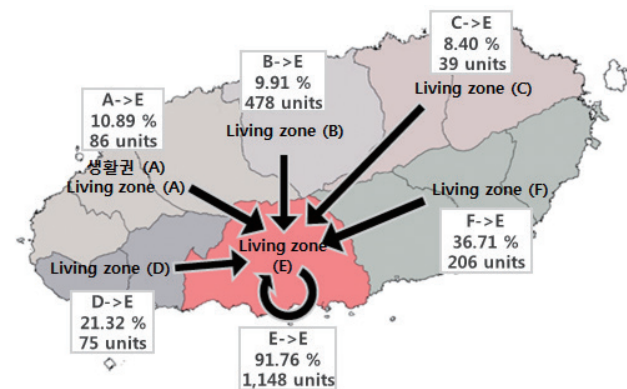 C->E
8.40 %
39 units
B->E
9.91 %
478 units
Living zone (C)
A->E
10.89 %
86 units
Living zone (B)
생활권 (A)
Living zone (A)
Living zone (F)
F->E
36.71 %
206 units
Living zone
(E)
Living zone (D)
D->E
21.32 %
75 units
E->E
91.76 %
1,148 units